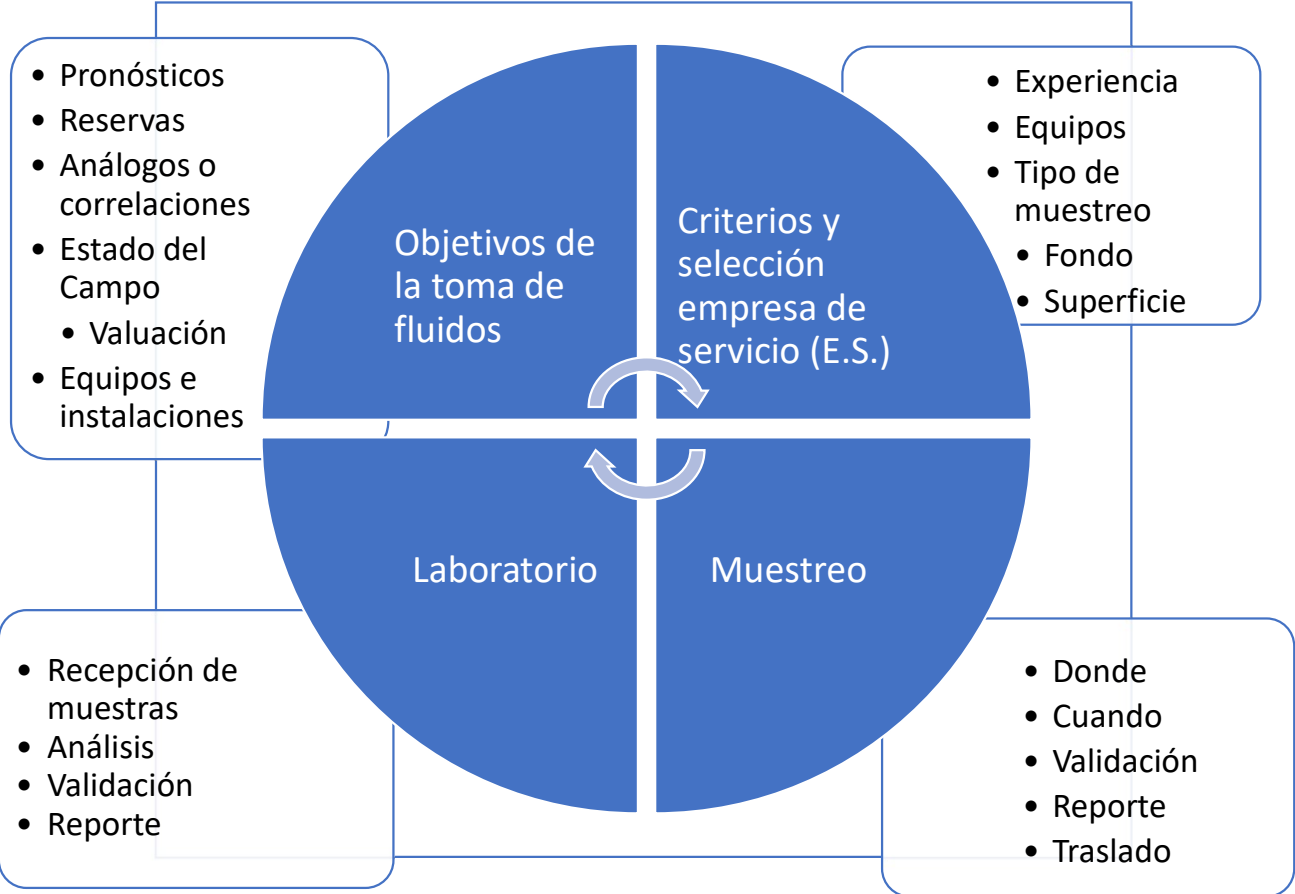 • Pronósticos
• Reservas
• Análogos o
correlaciones
• Estado del
Campo
• Valuación
• Equipos e
instalaciones
Objetivos de
la toma de
fluidos
Criterios y
selección
empresa de
servicio (E.S.)
• Experiencia
• Equipos
• Tipo de
muestreo
• Fondo
• Superficie
Laboratorio
Muestreo
• Recepción de
muestras
• Análisis
• Validación
• Reporte
• Donde
• Cuando
• Validación
• Reporte
• Traslado